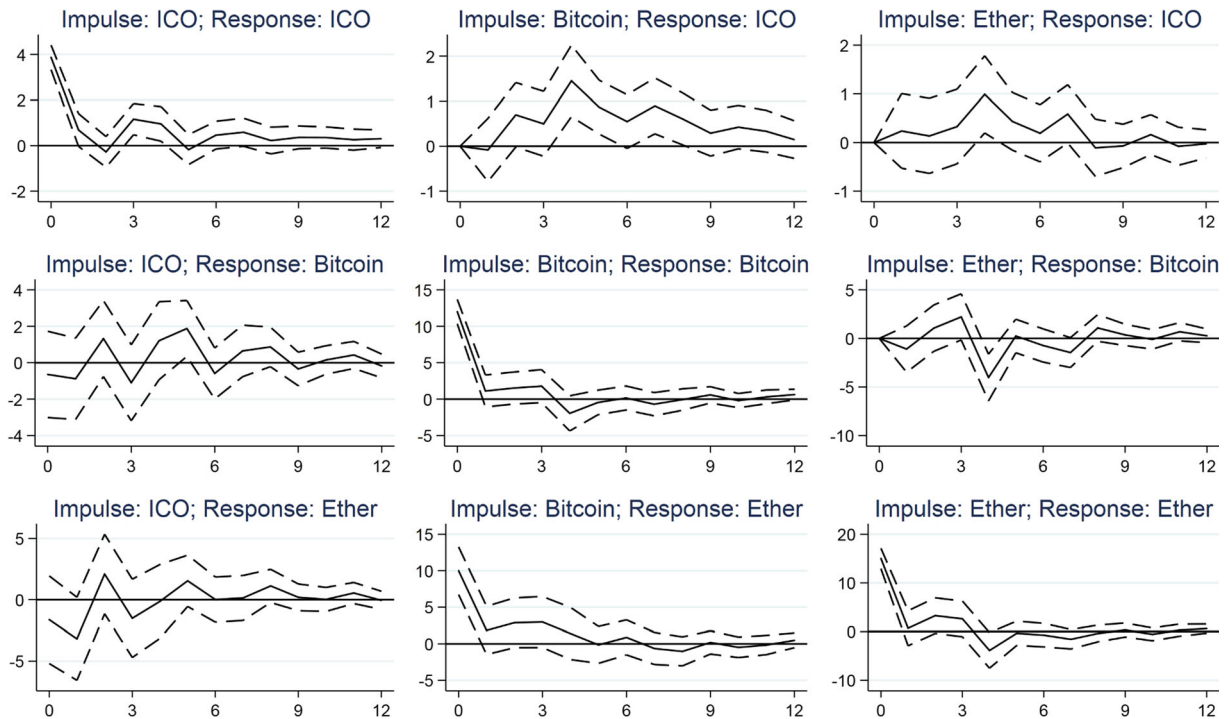 Impulse: ICO; Response: ICO
4
2
0
-2
0 3 6 9 12
Impulse: Bitcoin; Response: ICO
2
1
0
-1
0 3 6 9 12
Impulse: Ether; Response: ICO
2
1
0
-1
0 3 6 9 12
Impulse: ICO; Response: Bitcoin
4
2
0
-2
-4
0 3 6 9 12
Impulse: Bitcoin; Response: Bitcoin
15
10
5
0
-5
0 3 6 9 12
Impulse: Ether; Response: Bitcoin
5
0
-5
-10
0 3 6 9 12
Impulse: ICO; Response: Ether
5
0
-5
0 3 6 9 12
Impulse: Bitcoin; Response: Ether
15
10
5
0
-5
0 3 6 9 12
Impulse: Ether; Response: Ether
20
10
0
-10
0 3 6 9 12